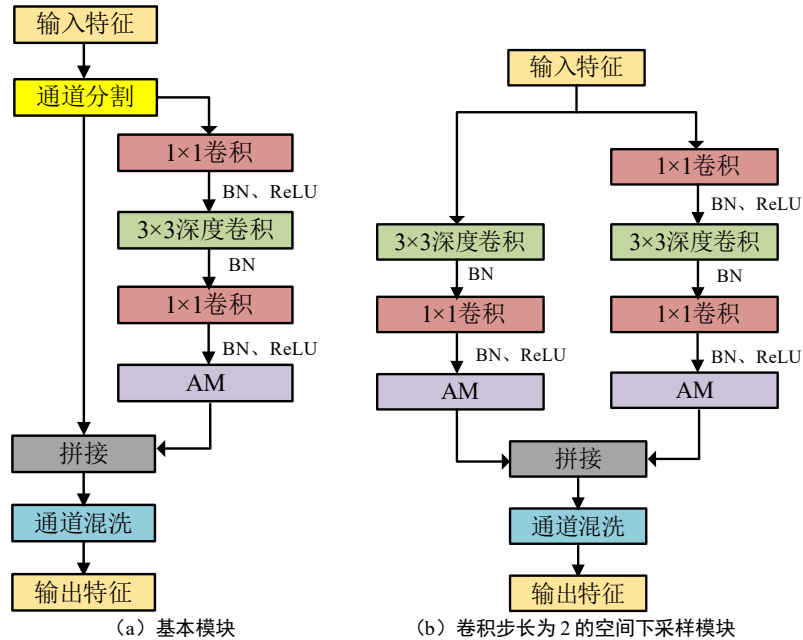 输入特征
通道分割
1×1卷积
BN、ReLU
3×3深度卷积
BN
1×1卷积
BN、ReLU
AM
拼接
通道混洗
输出特征
（a）基本模块
输入特征
3×3深度卷积
BN
1×1卷积
BN、ReLU
AM
1×1卷积
BN、ReLU
3×3深度卷积
BN
1×1卷积
BN、ReLU
AM
拼接
通道混洗
输出特征
（b）卷积步长为 2 的空间下采样模块